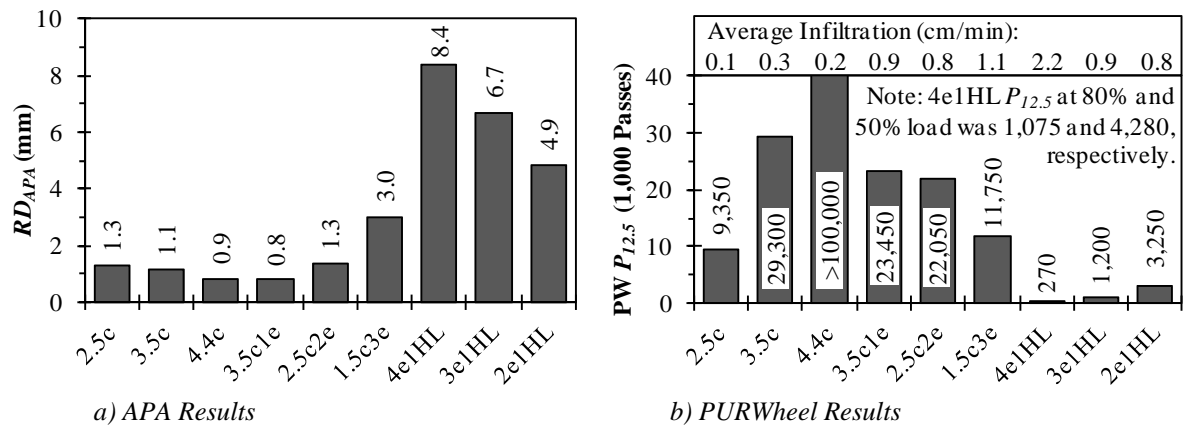 10
8
6
4
2
0
RD_APA (mm)
1.3
1.1
0.9
0.8
1.3
3.0
8.4
6.7
4.9
2.5c
3.5c
4.4c
3.5c1e
2.5c2e
1.5c3e
4e1HL
3e1HL
2e1HL
a) APA Results
Average Infiltration (cm/min):
0.1 0.3 0.2 0.9 0.8 1.1 2.2 0.9 0.8
Note: 4e1HL P_12.5 at 80% and
50% load was 1,075 and 4,280,
respectively.
40
30
20
10
0
PW P_12.5 (1,000 Passes)
9,350
29,300
>100,000
23,450
22,050
11,750
270
1,200
3,250
2.5c
3.5c
4.4c
3.5c1e
2.5c2e
1.5c3e
4e1HL
3e1HL
2e1HL
b) PURWheel Results